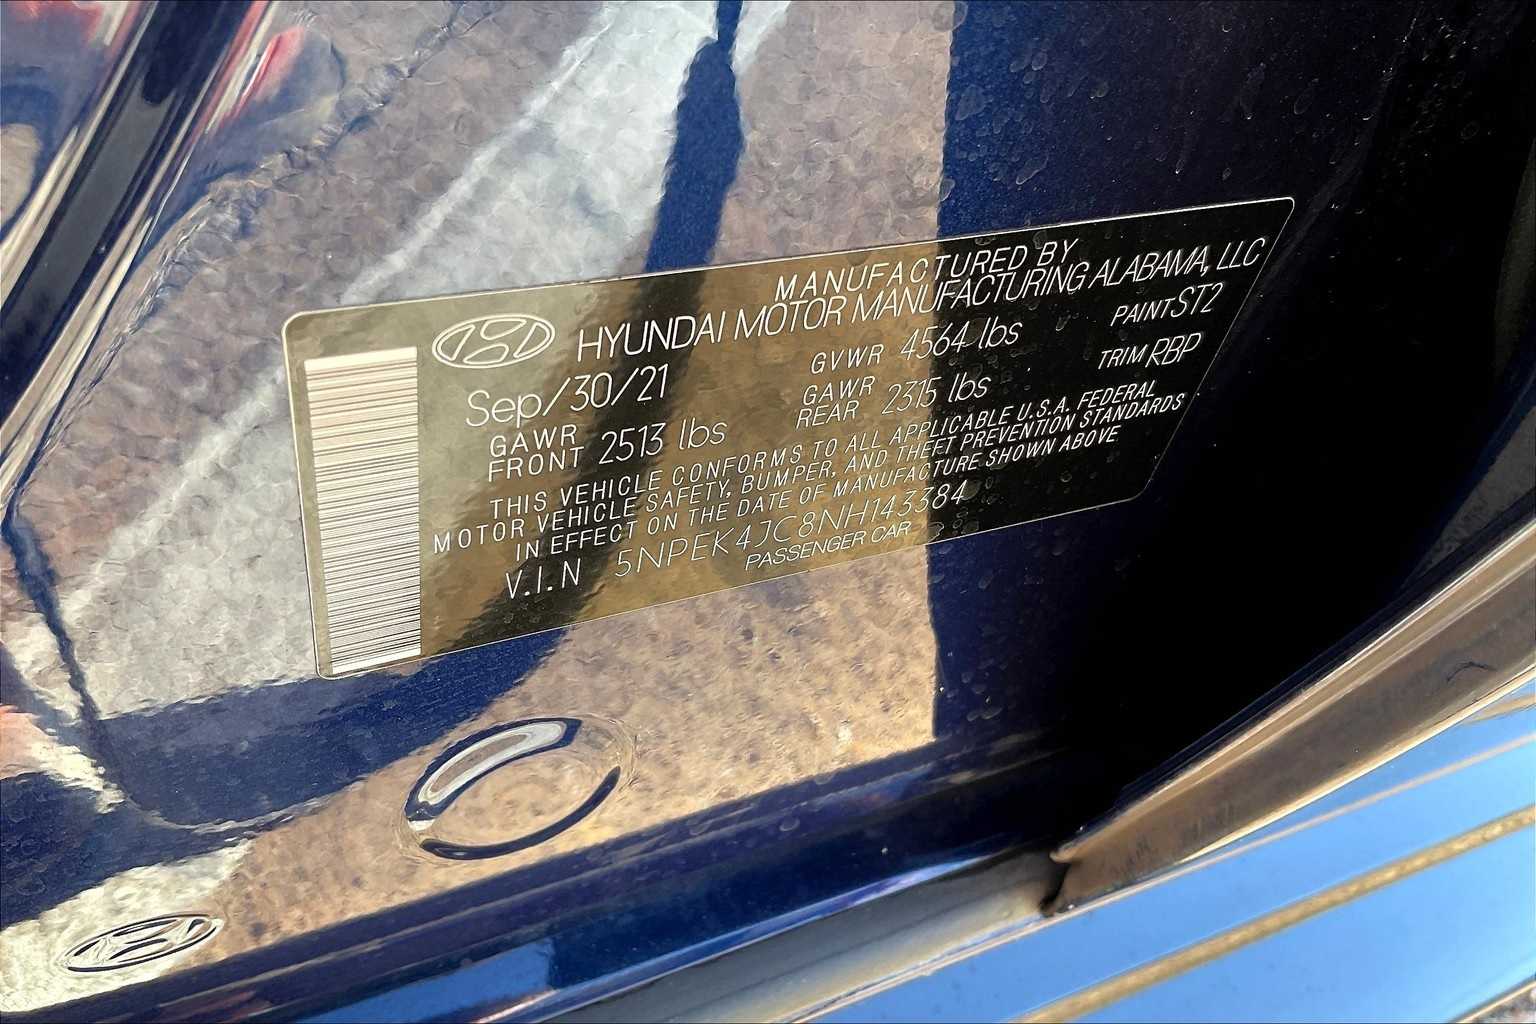 MANUFACTURED BY
HYUNDAI MOTOR MANUFACTURING ALABAMA, LLC
Sep/30/21 GVWR 4564 lbs PAINT ST2
GAWR FRONT 2513 lbs GAWR REAR 2315 lbs TRIM RBP
THIS VEHICLE CONFORMS TO ALL APPLICABLE U.S.A. FEDERAL
MOTOR VEHICLE SAFETY, BUMPER, AND THEFT PREVENTION STANDARDS
IN EFFECT ON THE DATE OF MANUFACTURE SHOWN ABOVE
V.I.N 5NPEK4JC8NH143384
PASSENGER CAR